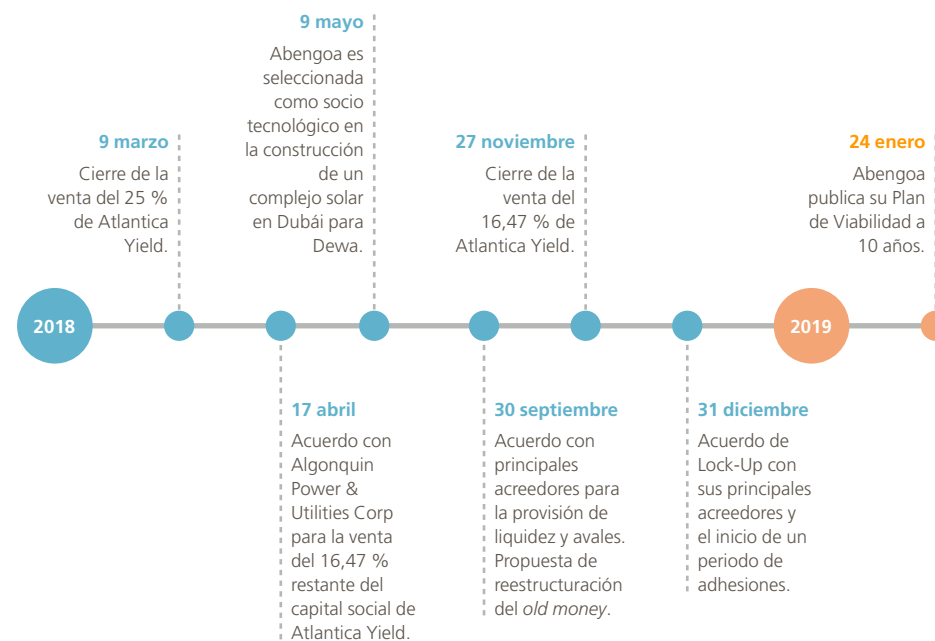 2018
9 marzo
Cierre de la
venta del 25 %
de Atlantica
Yield.
17 abril
Acuerdo con
Algonquin
Power &
Utilities Corp
para la venta
del 16,47 %
restante del
capital social de
Atlantica Yield.
9 mayo
Abengoa es
seleccionada
como socio
tecnológico en
la construcción
de un
complejo solar
en Dubái para
Dewa.
30 septiembre
Acuerdo con
principales
acreedores para
la provisión de
liquidez y avales.
Propuesta de
reestructuración
del old money.
27 noviembre
Cierre de la
venta del
16,47 % de
Atlantica Yield.
31 diciembre
Acuerdo de
Lock-Up con
sus principales
acreedores y
el inicio de un
periodo de
adhesiones.
2019
24 enero
Abengoa
publica su Plan
de Viabilidad a
10 años.